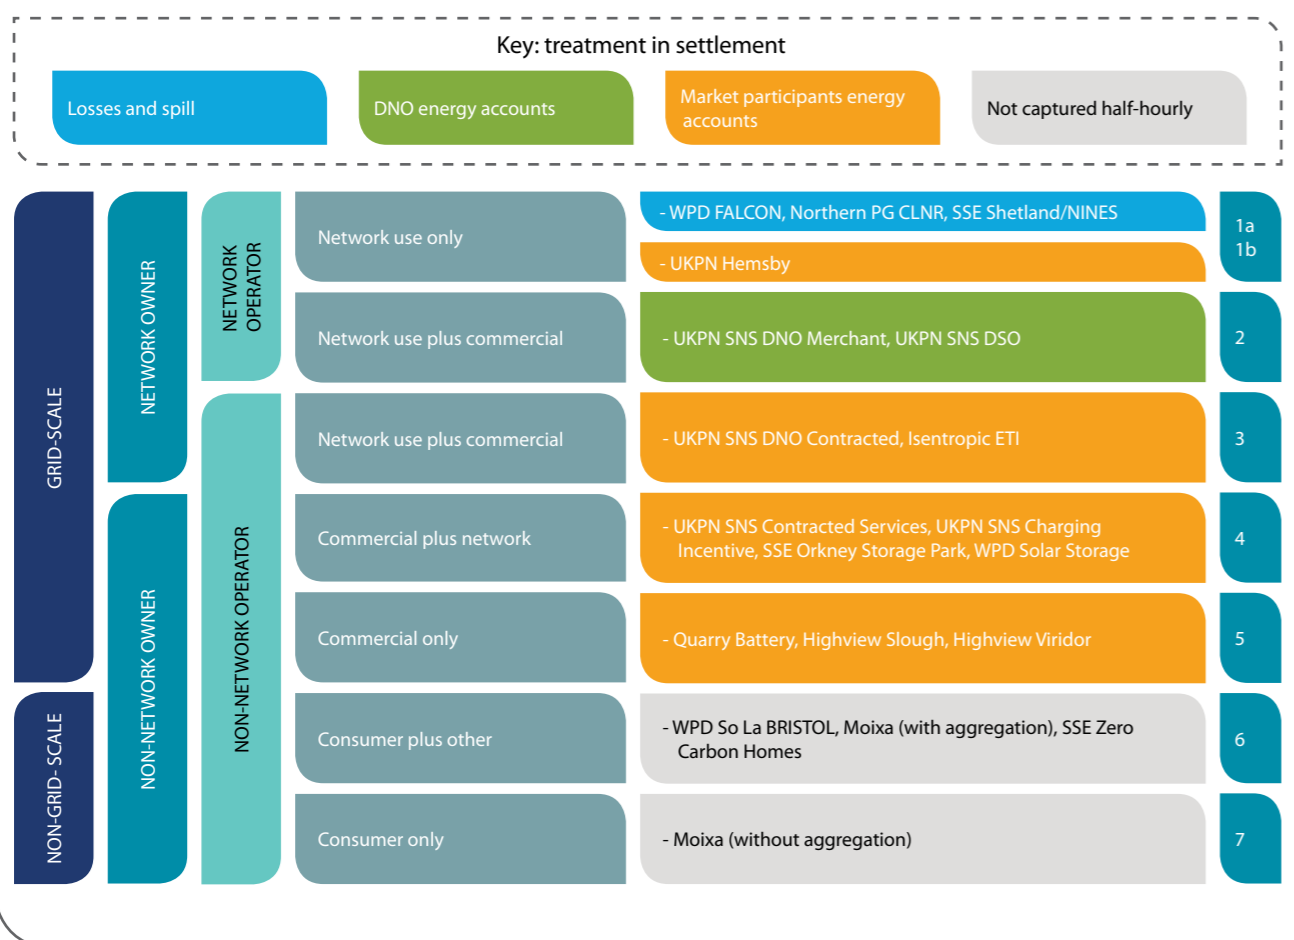 Key: treatment in settlement
Losses and spill
DNO energy accounts
Market participants energy
accounts
Not captured half-hourly
GRID-SCALE
NON-GRID- SCALE
NETWORK OWNER
NON-NETWORK OWNER
NETWORK
OPERATOR
NON-NETWORK OPERATOR
Network use only
- WPD FALCON, Northern PG CLNR, SSE Shetland/NINES
- UKPN Hemsby
1a
1b
Network use plus commercial
- UKPN SNS DNO Merchant, UKPN SNS DSO
2
Network use plus commercial
- UKPN SNS DNO Contracted, Isentropic ETI
3
Commercial plus network
- UKPN SNS Contracted Services, UKPN SNS Charging
Incentive, SSE Orkney Storage Park, WPD Solar Storage
4
Commercial only
- Quarry Battery, Highview Slough, Highview Viridor
5
Consumer plus other
- WPD So La BRISTOL, Moixa (with aggregation), SSE Zero
Carbon Homes
6
Consumer only
- Moixa (without aggregation)
7